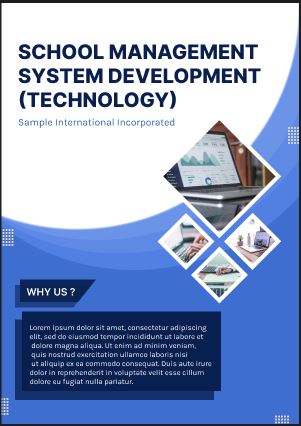 SCHOOL MANAGEMENT
SYSTEM DEVELOPMENT
(TECHNOLOGY)
Sample International Incorporated
WHY US ?
Lorem ipsum dolor sit amet, consectetur adipiscing
elit, sed do eiusmod tempor incididunt ut labore et
dolore magna aliqua. Ut enim ad minim veniam,
quis nostrud exercitation ullamco laboris nisi
ut aliquip ex ea commodo consequat. Duis aute irure
dolor in reprehenderit in voluptate velit esse cillum
dolore eu fugiat nulla pariatur.